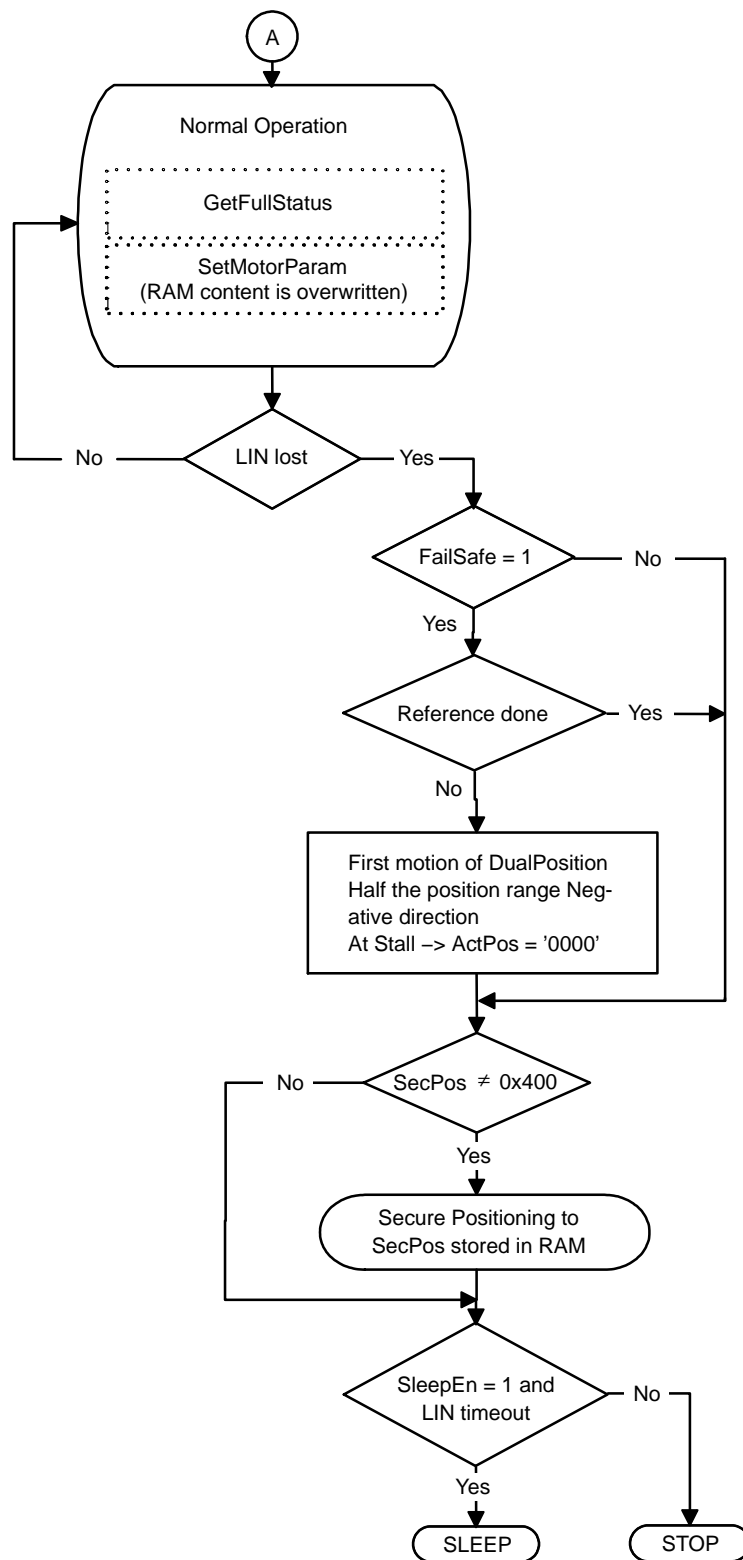 A
Normal Operation
GetFullStatus
SetMotorParam
(RAM content is overwritten)
No
LIN lost
Yes
FailSafe = 1
No
Yes
Reference done
Yes
No
First motion of DualPosition
Half the position range Neg-
ative direction
At Stall −> ActPos = '0000'
No
SecPos ≠ 0x400
Yes
Secure Positioning to
SecPos stored in RAM
SleepEn = 1 and
LIN timeout
No
Yes
SLEEP
STOP